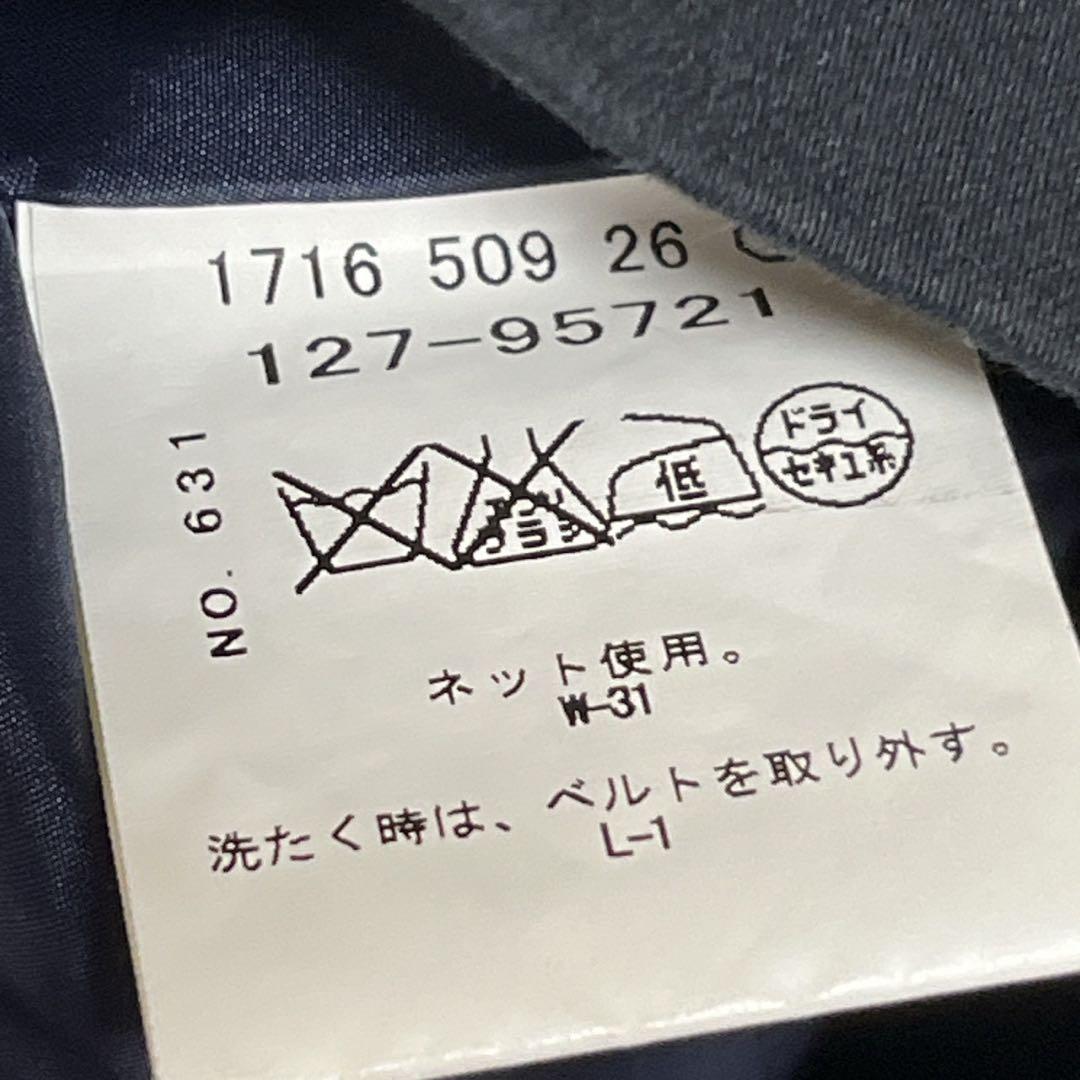 1716 509 26
127-95721
NO. 631
低
ドライ
セキユ系
ネット使用。
W-31
洗たく時は、ベルトを取り外す。
L-1